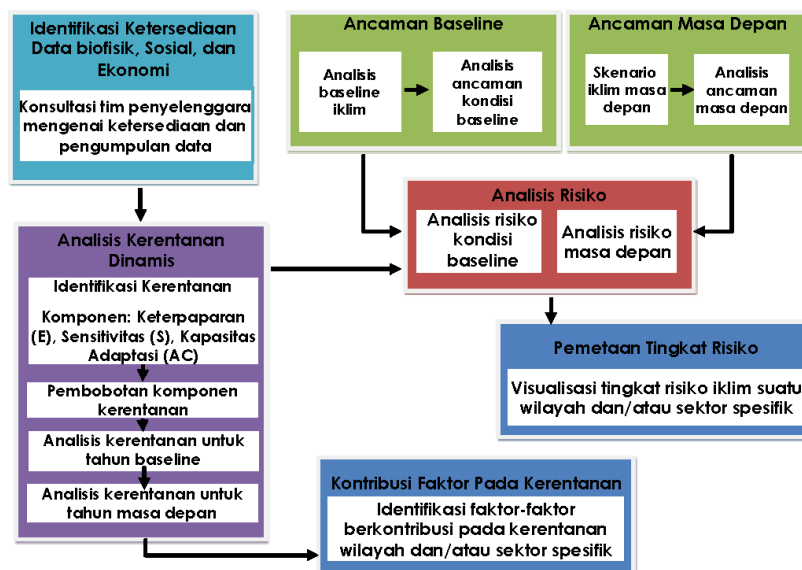 Identifikasi Ketersediaan
Data biofisik, Sosial, dan
Ekonomi
Konsultasi tim penyelenggara
mengenai ketersediaan dan
pengumpulan data
Ancaman Baseline
Analisis
baseline
iklim
Analisis
ancaman
kondisi
baseline
Ancaman Masa Depan
Skenario
iklim masa
depan
Analisis
ancaman
masa depan
Analisis Risiko
Analisis risiko
kondisi
baseline
Analisis risiko
masa depan
Analisis Kerentanan
Dinamis
Identifikasi Kerentanan
Komponen: Keterpaparan
(E), Sensitivitas (S), Kapasitas
Adaptasi (AC)
Pembobotan komponen
kerentanan
Analisis kerentanan untuk
tahun baseline
Analisis kerentanan untuk
tahun masa depan
Pemetaan Tingkat Risiko
Visualisasi tingkat risiko iklim suatu
wilayah dan/atau sektor spesifik
Kontribusi Faktor Pada Kerentanan
Identifikasi faktor-faktor
berkontribusi pada kerentanan
wilayah dan/atau sektor spesifik